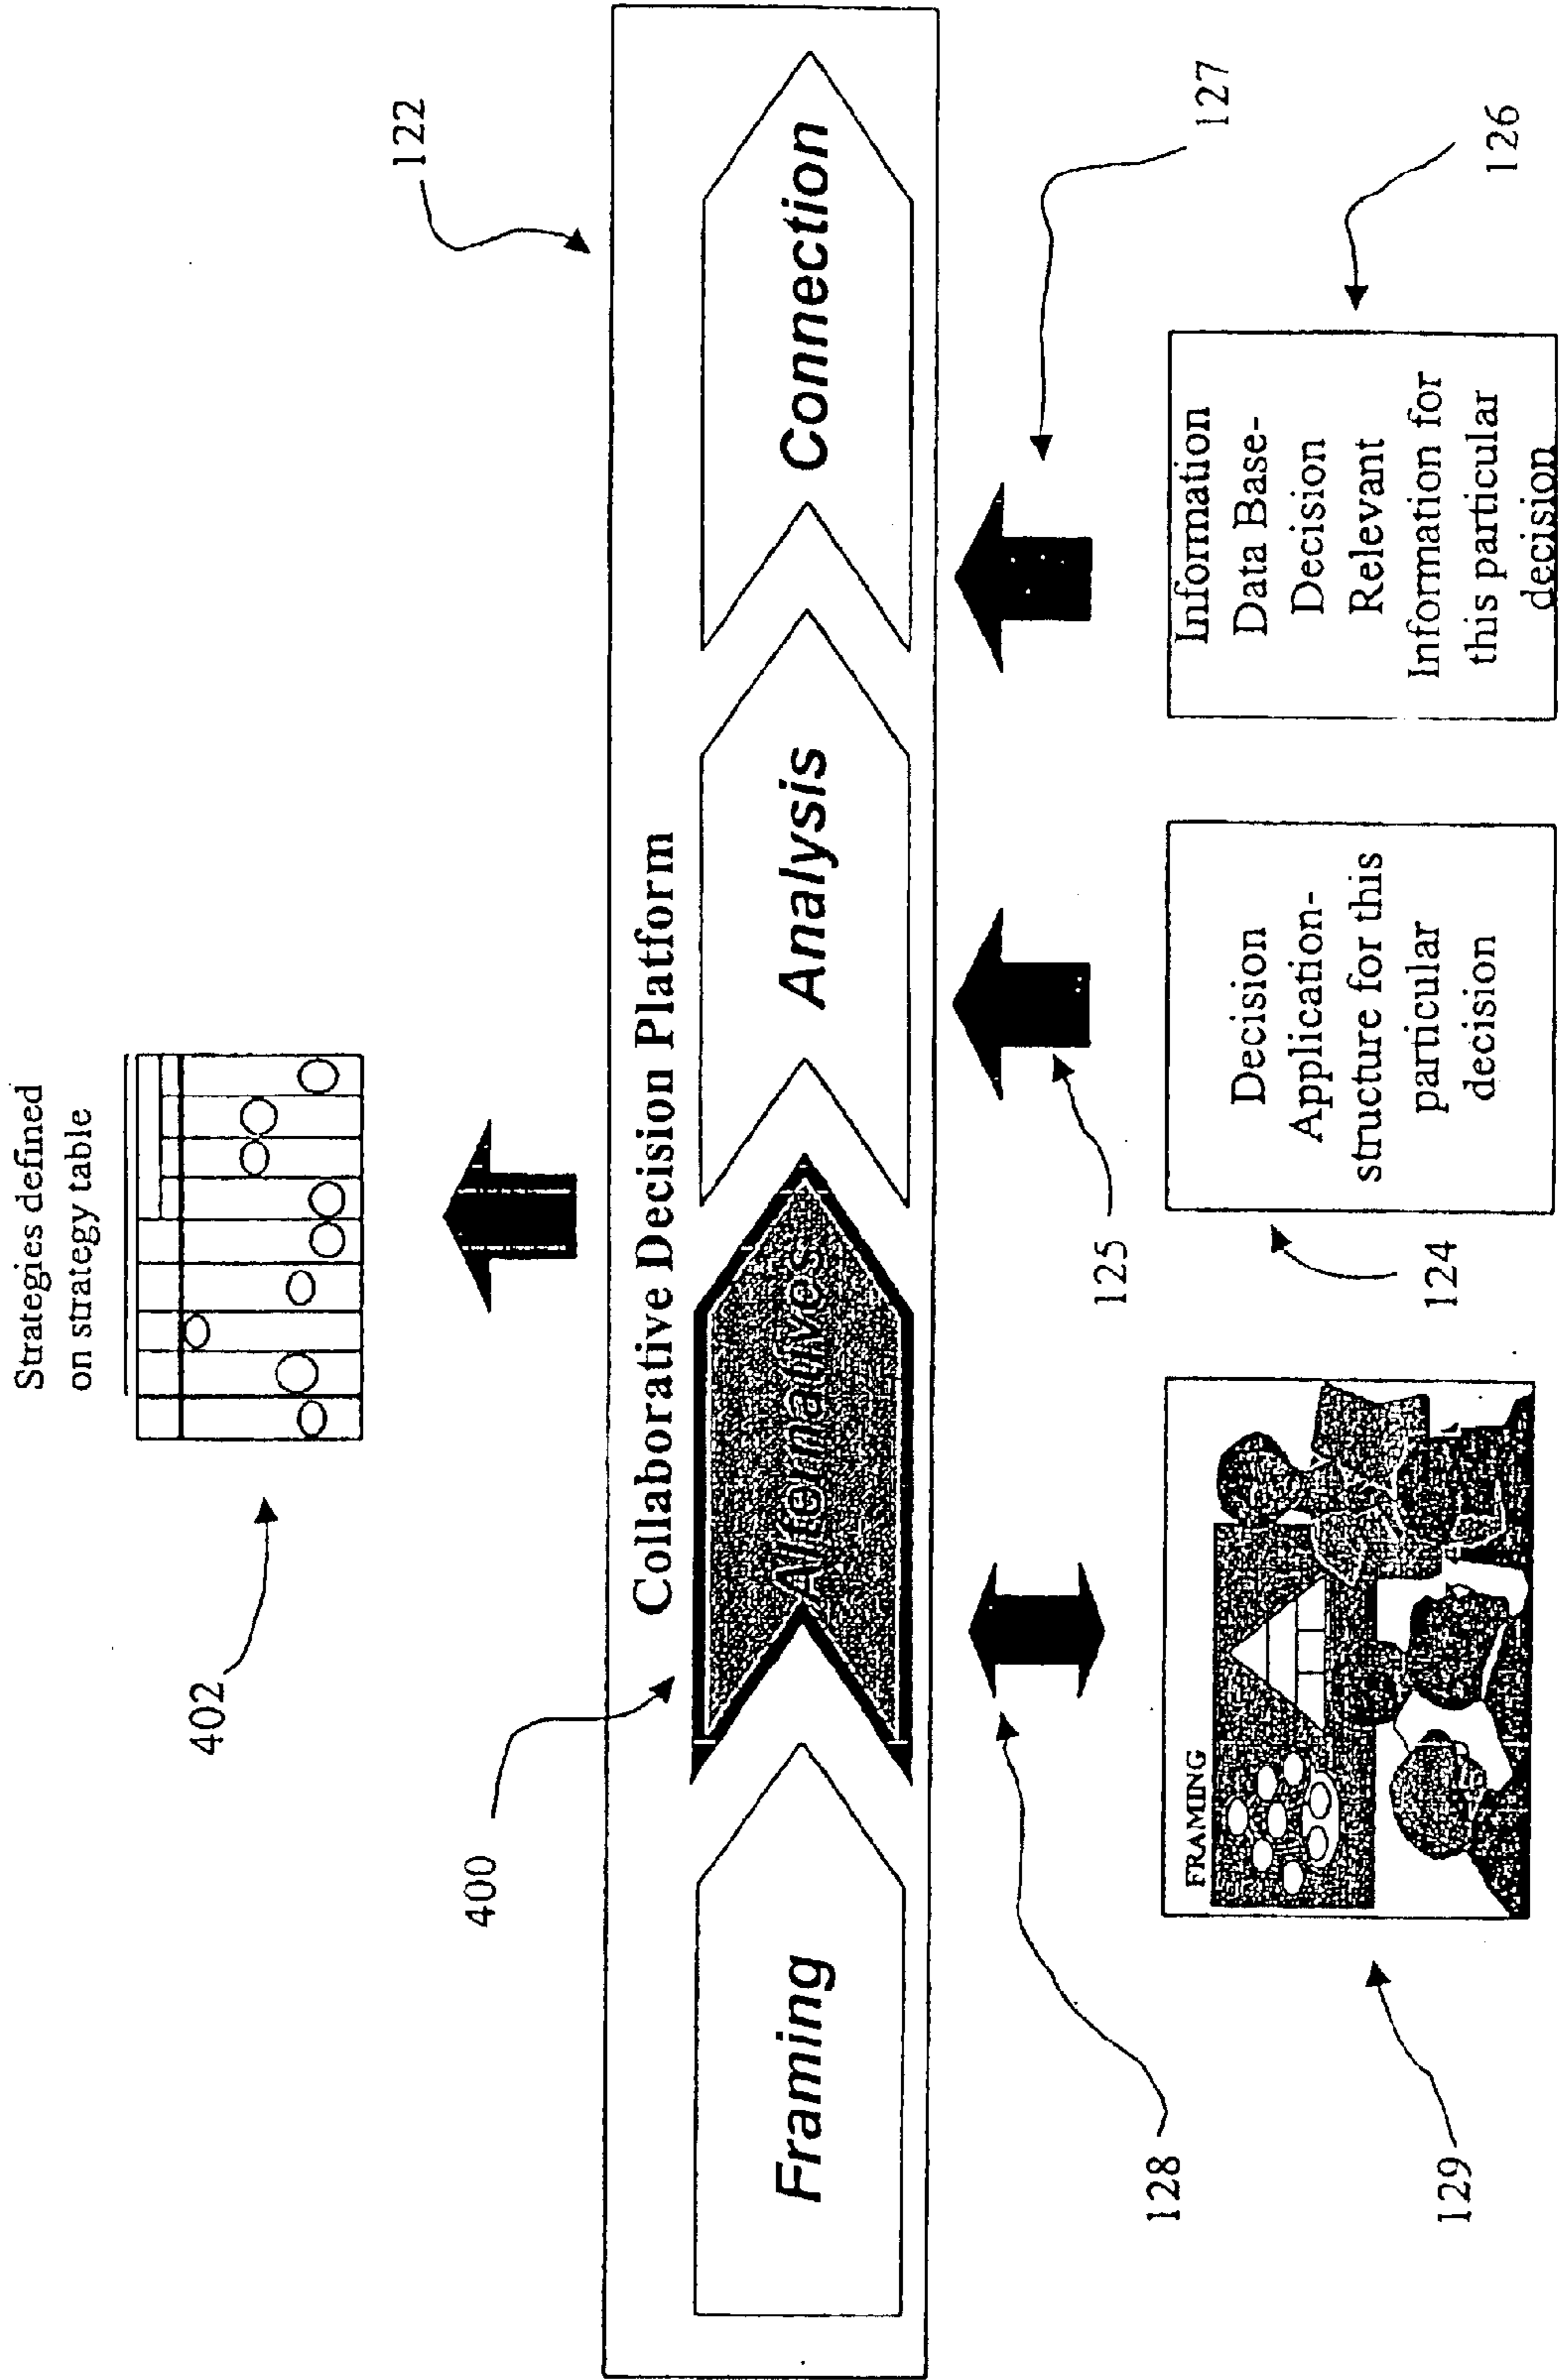 Strategies defined
on strategy table
402
400
122
Collaborative Decision Platform
Framing
Alternatives
Analysis
Connection
128
125
127
129
FRAMING
124
Decision
Application-
structure for this
particular
decision
126
Information
Data Base-
Decision
Relevant
Information for
this particular
decision